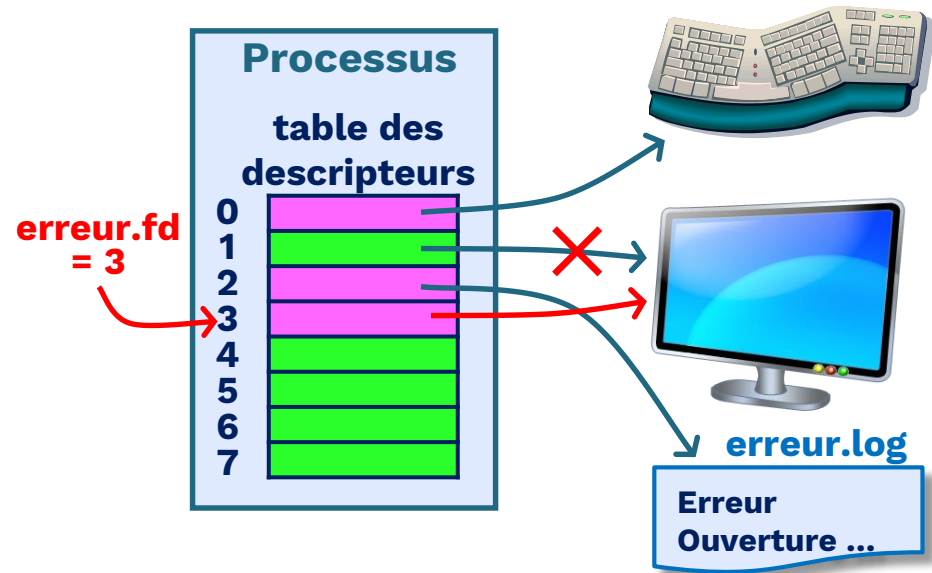 Processus
table des
descripteurs
erreur.fd
= 3
0
1
2
3
4
5
6
7
erreur.log
Erreur
Ouverture ...